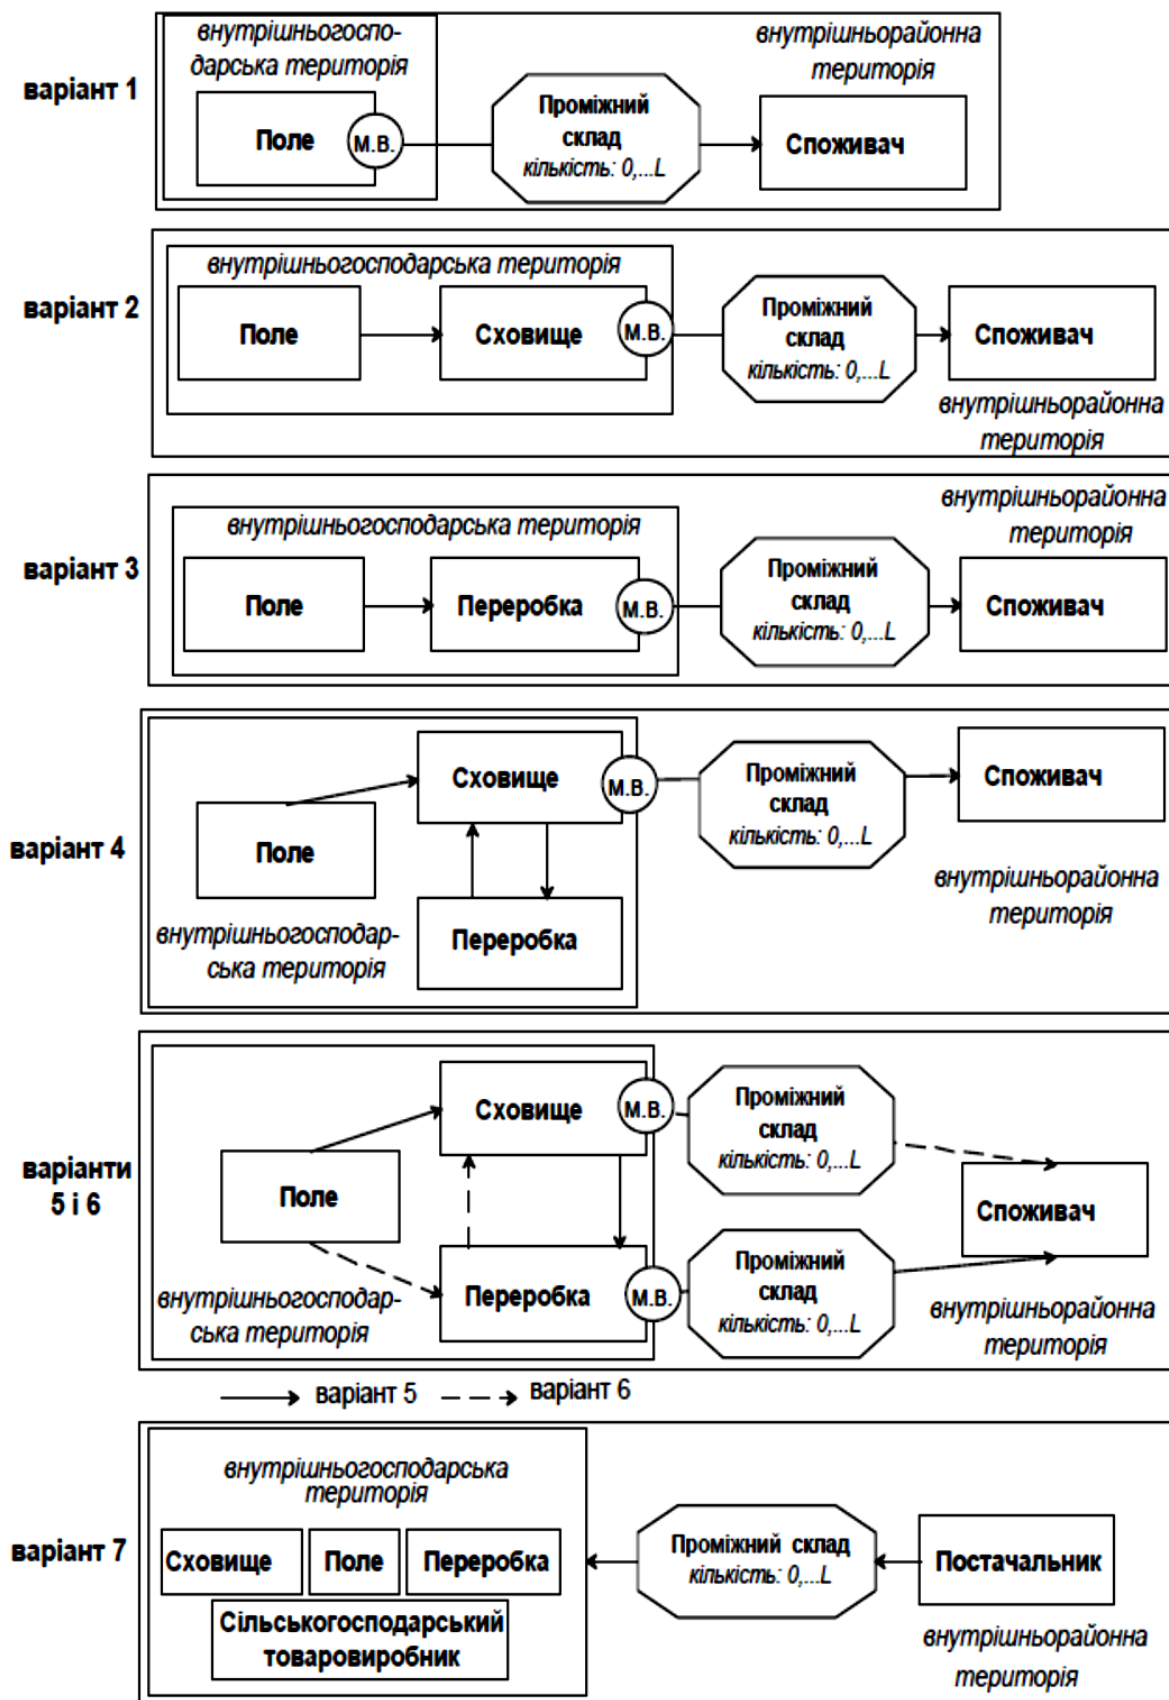 внутрішньогоспо-
дарська територія
внутрішньорайонна
територія
варіант 1
Поле
М.В.
Проміжний
склад
кількість: 0,...L
Споживач
внутрішньогосподарська територія
варіант 2
Поле
Сховище
М.В.
Проміжний
склад
кількість: 0,...L
Споживач
внутрішньорайонна
територія
внутрішньогосподарська територія
внутрішньорайонна
територія
варіант 3
Поле
Переробка
М.В.
Проміжний
склад
кількість: 0,...L
Споживач
варіант 4
Сховище
М.В.
Проміжний
склад
кількість: 0,...L
Споживач
Поле
Переробка
внутрішньогосподар-
ська територія
внутрішньорайонна
територія
варіанти
5 і 6
Сховище
М.В.
Проміжний
склад
кількість: 0,...L
Поле
Споживач
Переробка
М.В.
Проміжний
склад
кількість: 0,...L
внутрішньогосподар-
ська територія
внутрішньорайонна
територія
варіант 5
варіант 6
внутрішньогосподарська
територія
варіант 7
Сховище
Поле
Переробка
Проміжний склад
кількість: 0,...L
Постачальник
Сільськогосподарський
товаровиробник
внутрішньорайонна
територія